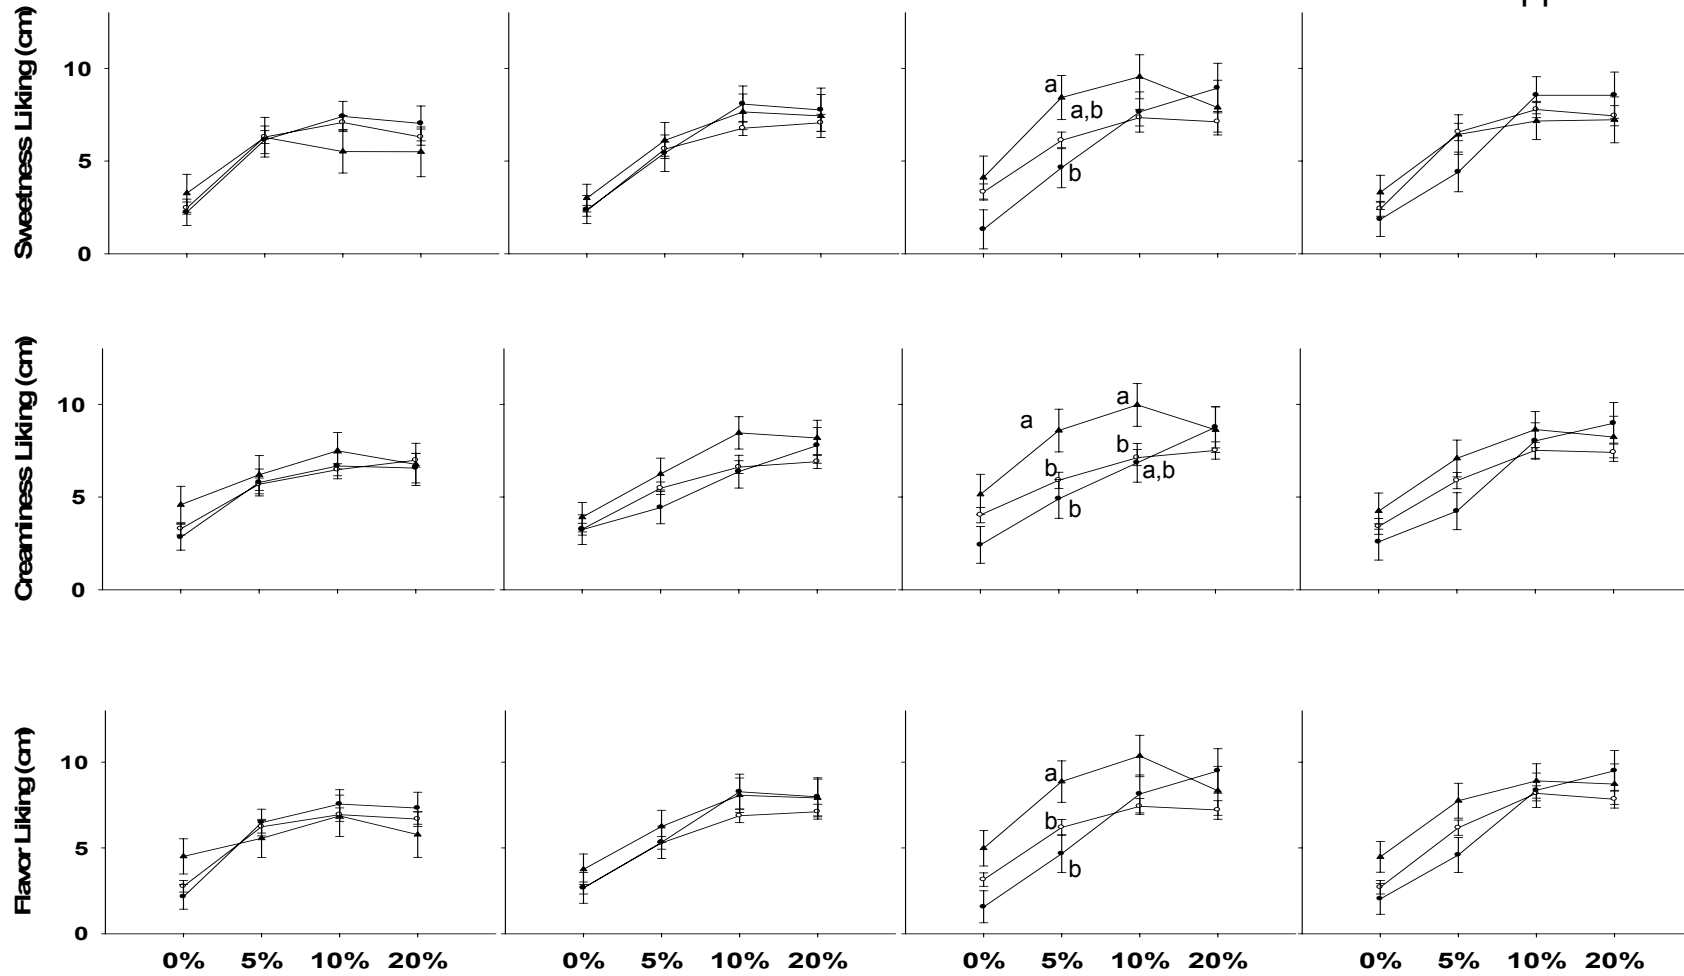 Sweetness Liking (cm)
10
5
0
a
a,b
b
Creaminess Liking (cm)
10
5
0
a
a
b
b
a,b
b
Flavor Liking (cm)
10
5
0
a
b
b
0% 5% 10% 20% 0% 5% 10% 20% 0% 5% 10% 20% 0% 5% 10% 20%